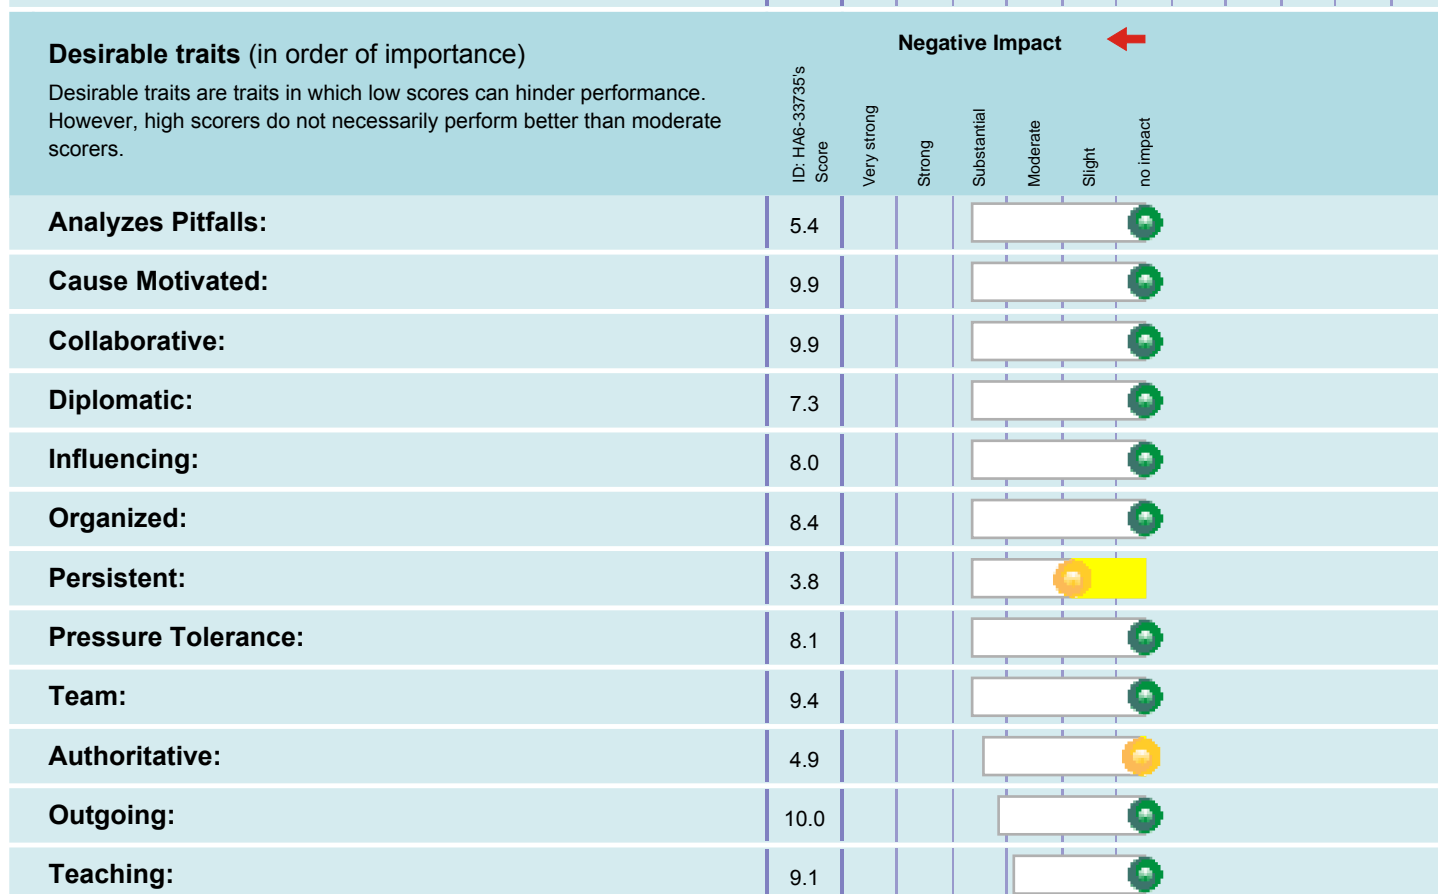 Desirable traits (in order of importance)
Desirable traits are traits in which low scores can hinder performance.
However, high scorers do not necessarily perform better than moderate
scorers.
Negative Impact
ID: HA6-33735's
Score
Very strong
Strong
Substantial
Moderate
Slight
no impact
Analyzes Pitfalls: 5.4
Cause Motivated: 9.9
Collaborative: 9.9
Diplomatic: 7.3
Influencing: 8.0
Organized: 8.4
Persistent: 3.8
Pressure Tolerance: 8.1
Team: 9.4
Authoritative: 4.9
Outgoing: 10.0
Teaching: 9.1